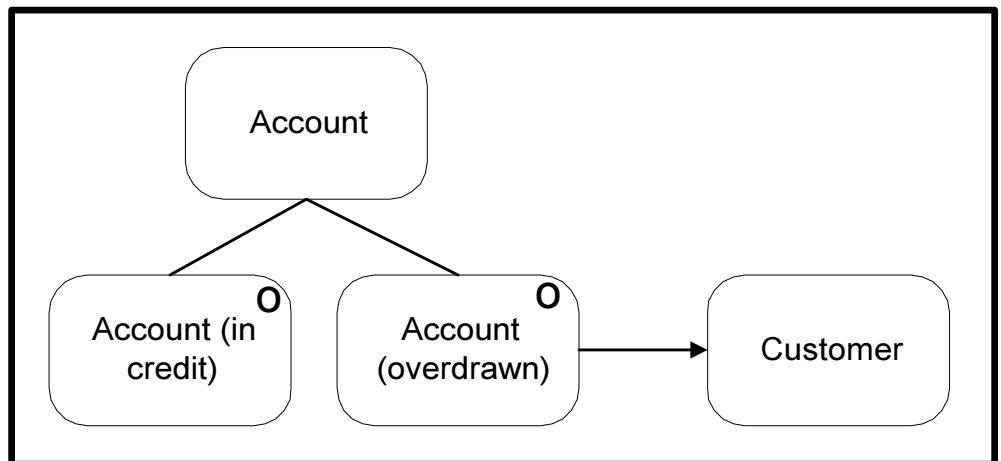 Account
O
Account (in
credit)
O
Account
(overdrawn)
Customer